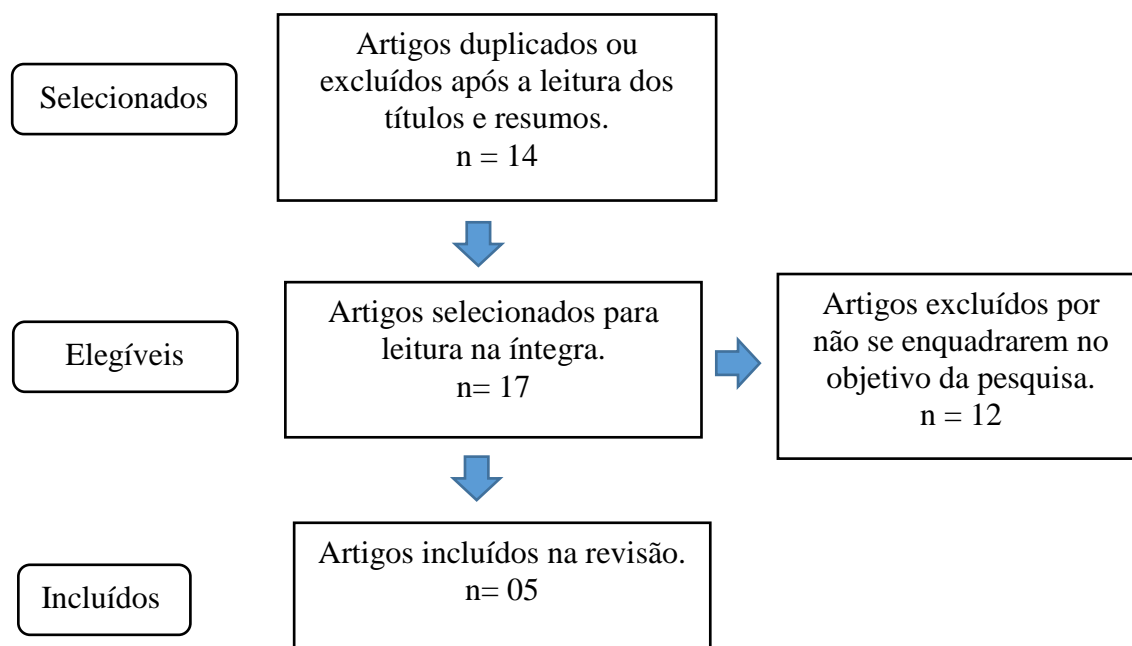 Selecionados
Artigos duplicados ou
excluídos após a leitura dos
títulos e resumos.
n = 14
Elegíveis
Artigos selecionados para
leitura na íntegra.
n= 17
Artigos excluídos por
não se enquadrarem no
objetivo da pesquisa.
n = 12
Incluídos
Artigos incluídos na revisão.
n= 05